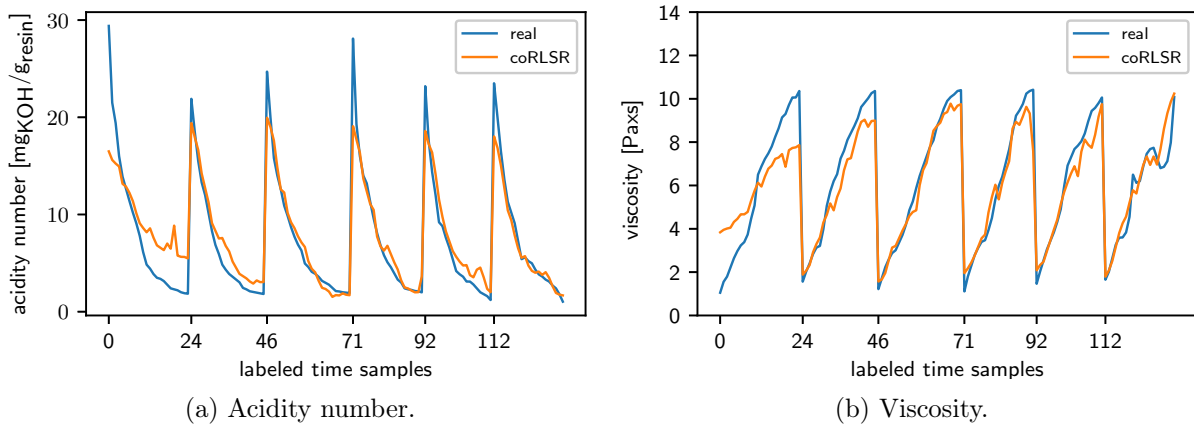 real
coRLSR
acidity number [mgKOH/gresin]
30
20
10
0
0 24 46 71 92 112
labeled time samples
(a) Acidity number.
real
coRLSR
viscosity [Paxs]
14
12
10
8
6
4
2
0
0 24 46 71 92 112
labeled time samples
(b) Viscosity.